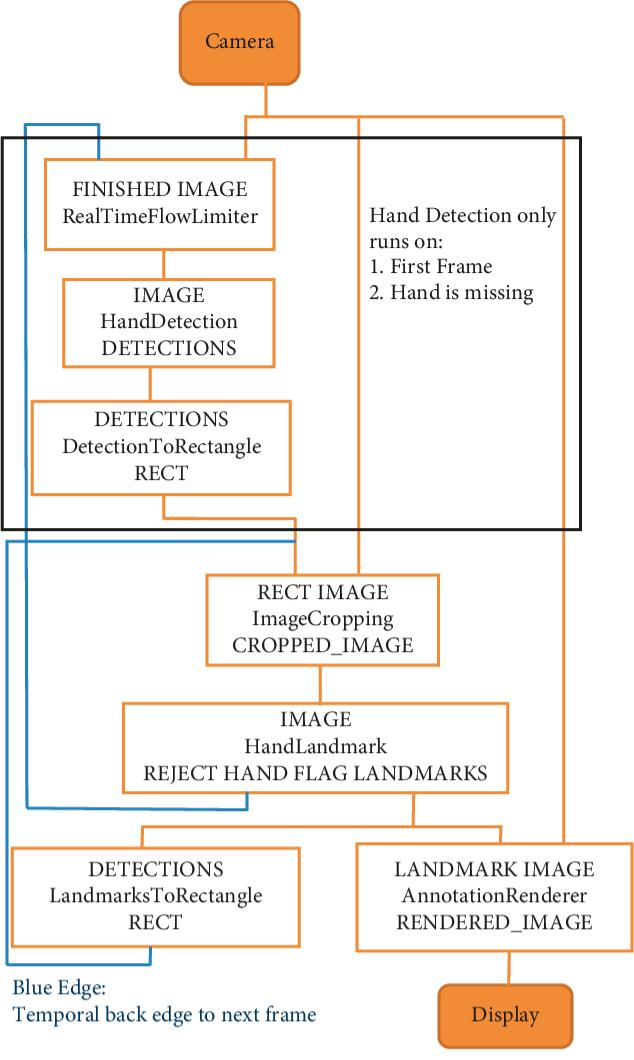 Camera
FINISHED IMAGE
RealTimeFlowLimiter
Hand Detection only
runs on:
1. First Frame
2. Hand is missing
IMAGE
HandDetection
DETECTIONS
DETECTIONS
DetectionToRectangle
RECT
RECT IMAGE
ImageCropping
CROPPED_IMAGE
IMAGE
HandLandmark
REJECT HAND FLAG LANDMARKS
DETECTIONS
LandmarksToRectangle
RECT
LANDMARK IMAGE
AnnotationRenderer
RENDERED_IMAGE
Blue Edge:
Temporal back edge to next frame
Display